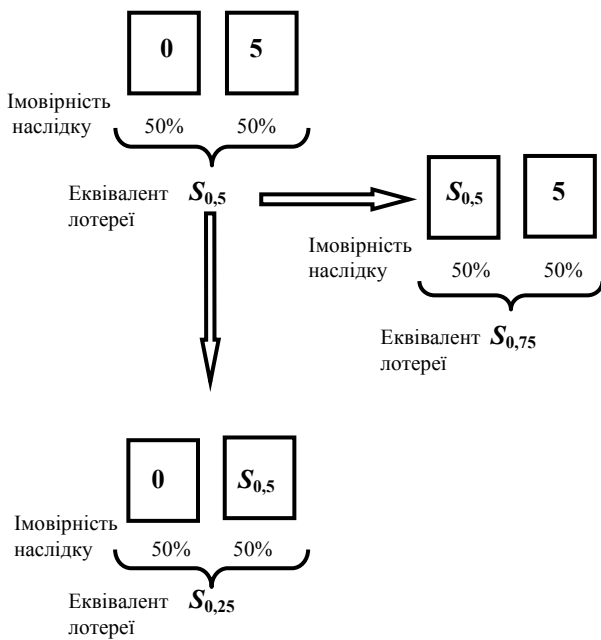 0 5
Імовірність
наслідку
50% 50%
Еквівалент S0,5
лотереї
S0,5 5
Імовірність
наслідку
50% 50%
Еквівалент S0,75
лотереї
0 S0,5
Імовірність
наслідку
50% 50%
Еквівалент S0,25
лотереї